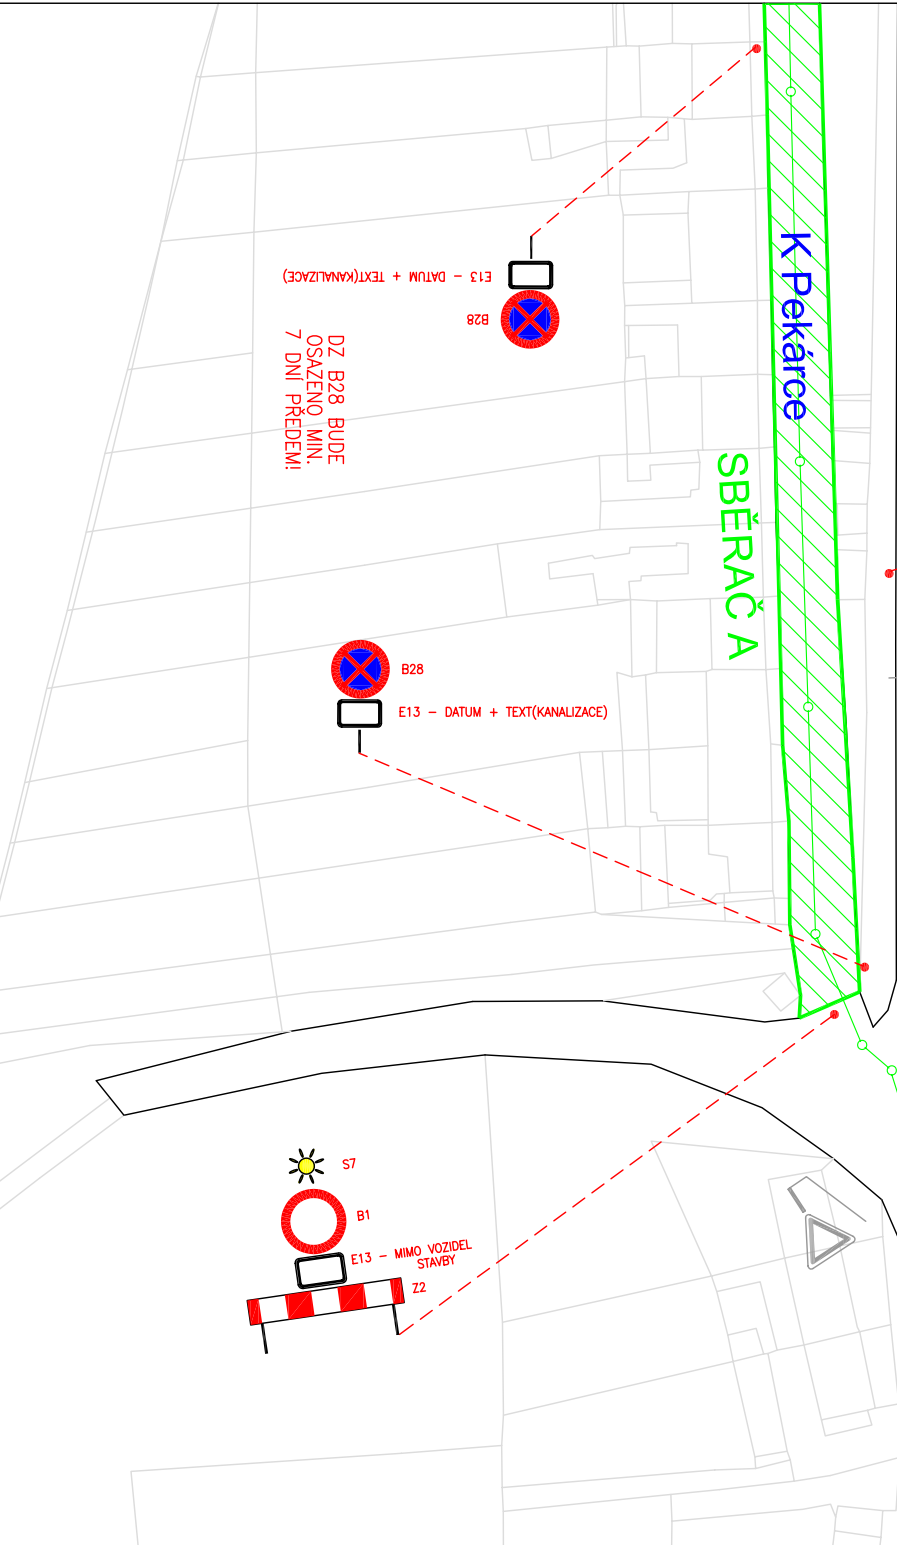 E13 - DATUM + TEXT(KANALIZACE)
B28
DZ B28 BUDE
OSAZENO MIN.
7 DNÍ PŘEDEM!
K Pekárce
SBĚRAČ A
B28
E13 - DATUM + TEXT(KANALIZACE)
S7
B1
E13 - MIMO VOZIDEL
STAVBY
Z2